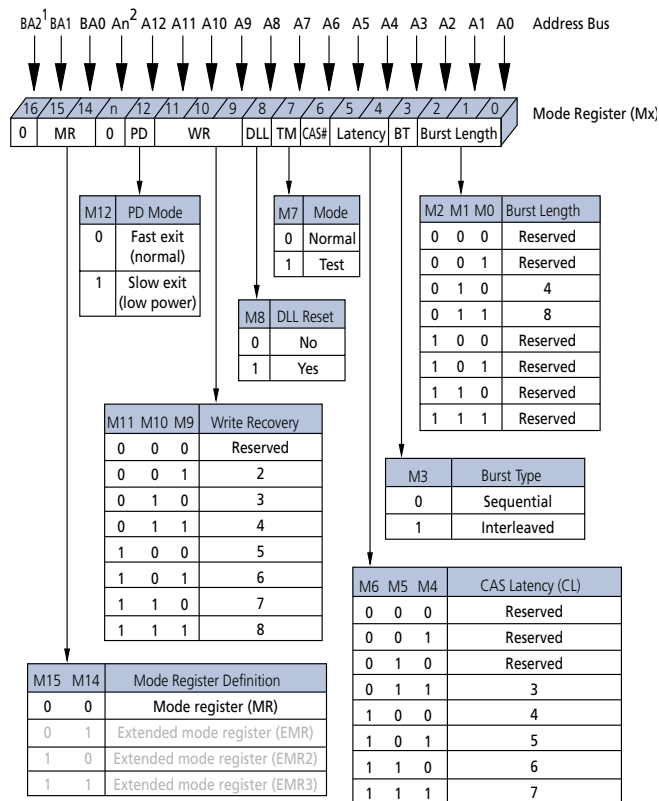 BA2¹ BA1 BA0 An² A12 A11 A10 A9 A8 A7 A6 A5 A4 A3 A2 A1 A0 Address Bus
16 15 14 n 12 11 10 9 8 7 6 5 4 3 2 1 0 Mode Register (Mx)
0 MR 0 PD WR DLL TM CAS# Latency BT Burst Length
M12 PD Mode
0 Fast exit
(normal)
1 Slow exit
(low power)
M7 Mode
0 Normal
1 Test
M2 M1 M0 Burst Length
0 0 0 Reserved
0 0 1 Reserved
0 1 0 4
0 1 1 8
1 0 0 Reserved
1 0 1 Reserved
1 1 0 Reserved
1 1 1 Reserved
M8 DLL Reset
0 No
1 Yes
M11 M10 M9 Write Recovery
0 0 0 Reserved
0 0 1 2
0 1 0 3
0 1 1 4
1 0 0 5
1 0 1 6
1 1 0 7
1 1 1 8
M3 Burst Type
0 Sequential
1 Interleaved
M6 M5 M4 CAS Latency (CL)
0 0 0 Reserved
0 0 1 Reserved
0 1 0 Reserved
0 1 1 3
1 0 0 4
1 0 1 5
1 1 0 6
1 1 1 7
M15 M14 Mode Register Definition
0 0 Mode register (MR)
0 1 Extended mode register (EMR)
1 0 Extended mode register (EMR2)
1 1 Extended mode register (EMR3)